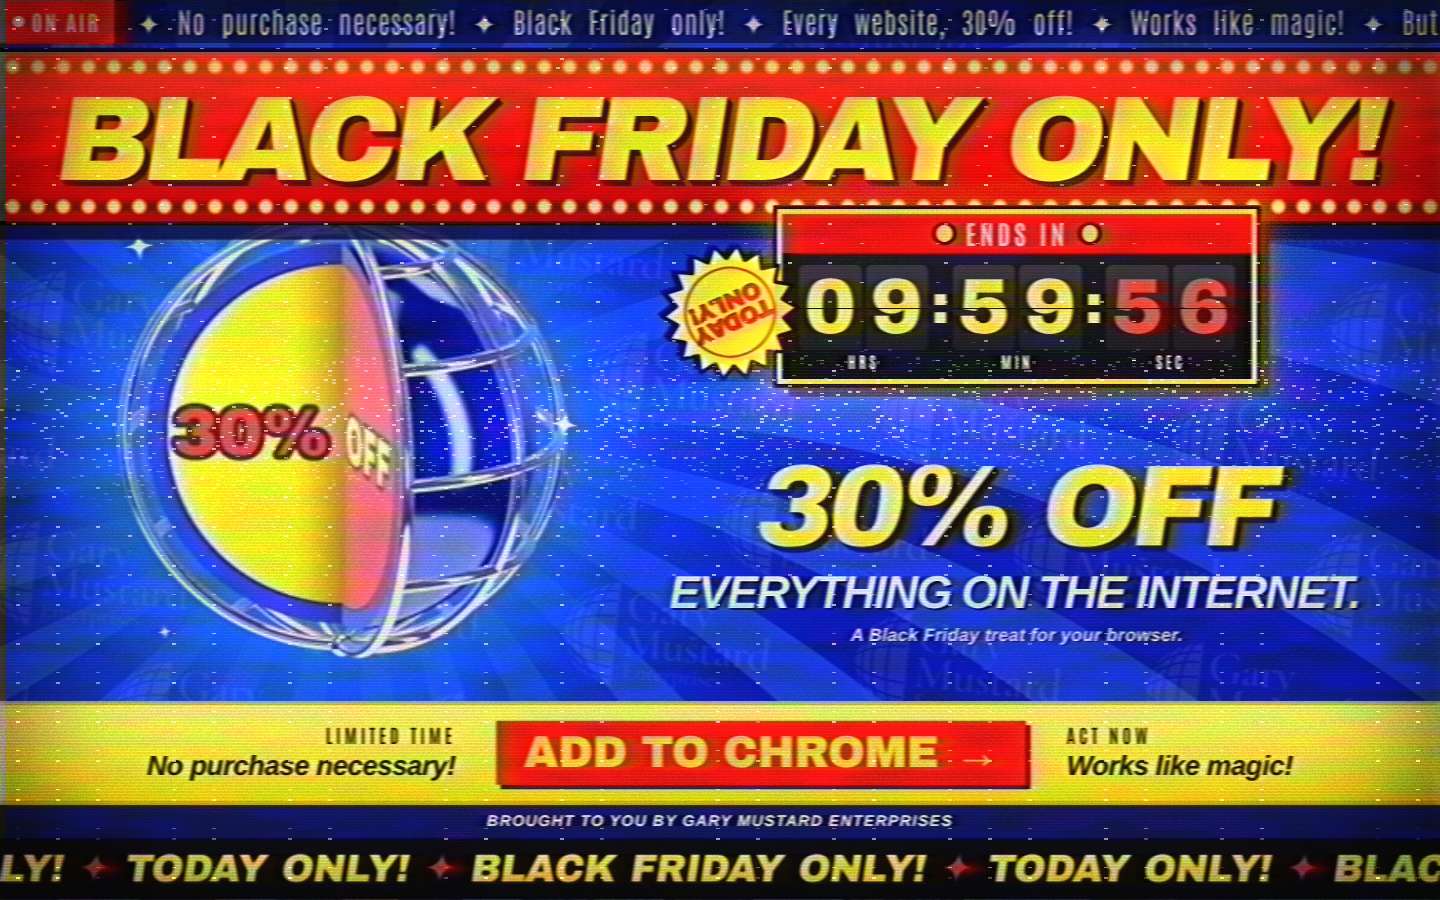 ON AIR ✦ No purchase necessary! ✦ Black Friday only! ✦ Every website, 30% off! ✦ Works like magic! ✦ But
BLACK FRIDAY ONLY!
ENDS IN
TODAY ONLY!
09:59:56
HRS MIN SEC
30% OFF
30% OFF
EVERYTHING ON THE INTERNET.
A Black Friday treat for your browser.
Gary Mustard
LIMITED TIME
No purchase necessary!
ADD TO CHROME →
ACT NOW
Works like magic!
BROUGHT TO YOU BY GARY MUSTARD ENTERPRISES
LY! ✦ TODAY ONLY! ✦ BLACK FRIDAY ONLY! ✦ TODAY ONLY! ✦ BLAC